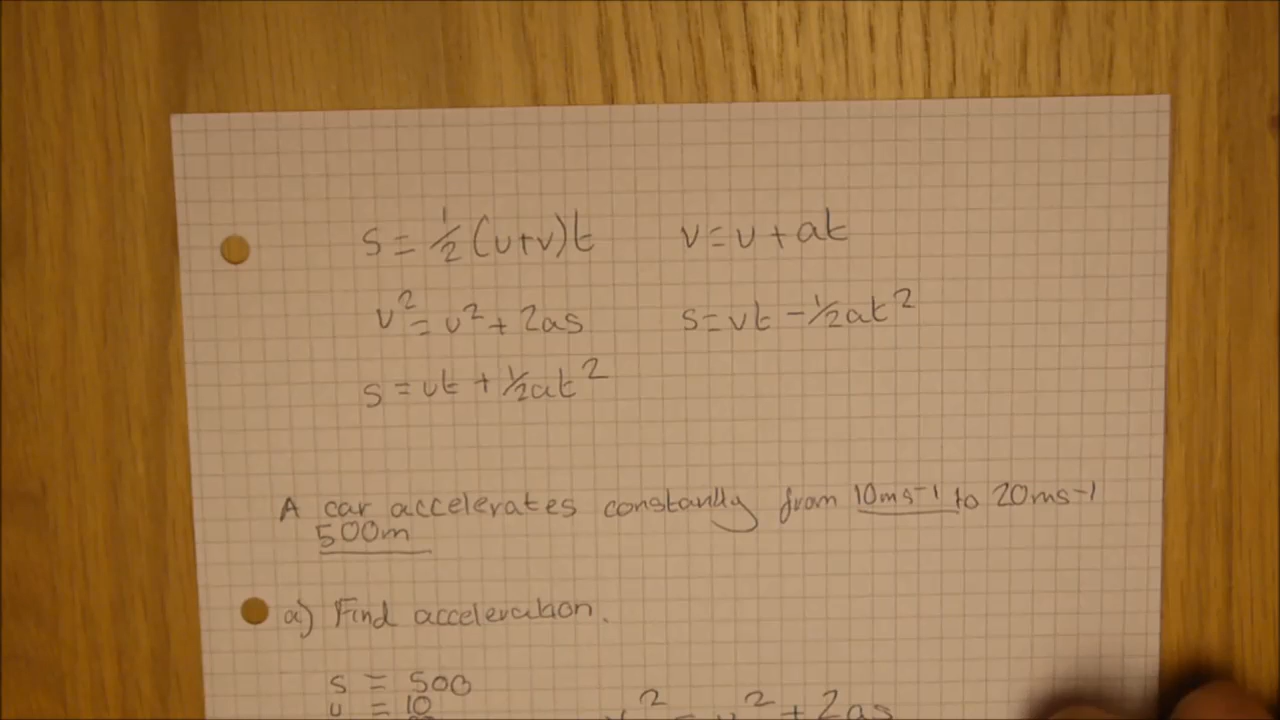 s = ½ (u+v)t v = u + at
v² = u² + 2as s = vt - ½at²
s = ut + ½at²
A car accelerates constantly from 10ms⁻¹ to 20ms⁻¹
500m
a) Find acceleration.
s = 500
u = 10 v² = u² + 2as